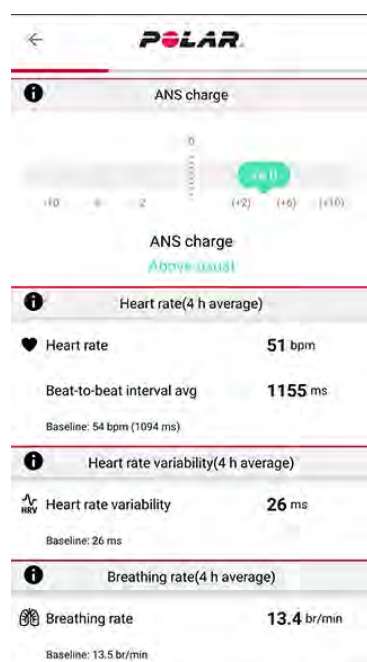 POLAR
ANS charge
0
-10 -2 (+2) (+6) (+10)
ANS charge
Above usual
Heart rate(4 h average)
Heart rate 51 bpm
Beat-to-beat interval avg 1155 ms
Baseline: 54 bpm (1094 ms)
Heart rate variability(4 h average)
HRV Heart rate variability 26 ms
Baseline: 26 ms
Breathing rate(4 h average)
Breathing rate 13.4 br/min
Baseline: 13.5 br/min